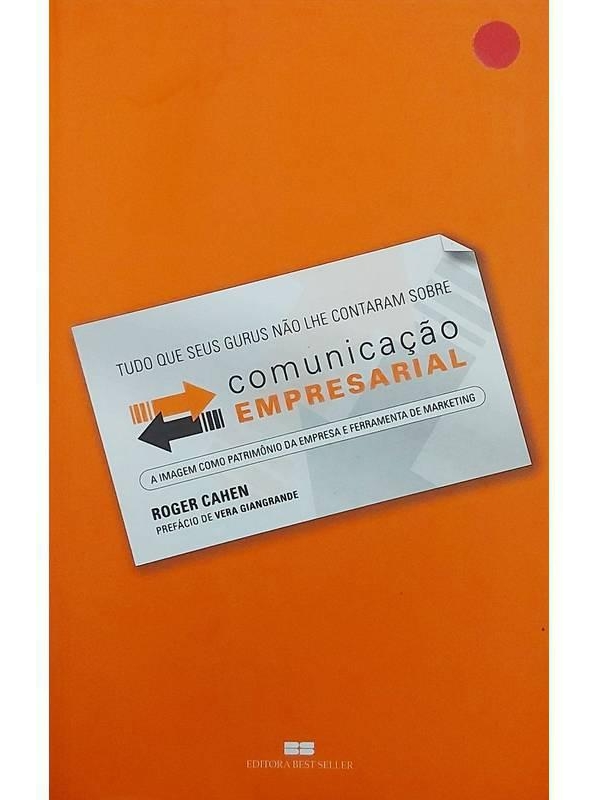 TUDO QUE SEUS GURUS NÃO LHE CONTARAM SOBRE
comunicação
EMPRESARIAL
A IMAGEM COMO PATRIMÔNIO DA EMPRESA E FERRAMENTA DE MARKETING
ROGER CAHEN
PREFÁCIO DE VERA GIANGRANDE
BS
EDITORA BEST SELLER